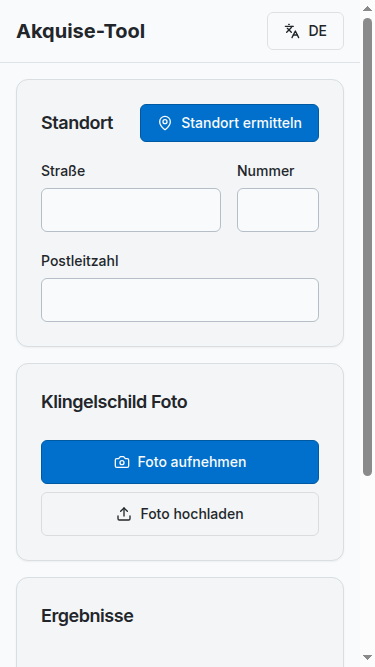 Akquise-Tool
DE
Standort
Standort ermitteln
Straße
Nummer
Postleitzahl
Klingelschild Foto
Foto aufnehmen
Foto hochladen
Ergebnisse